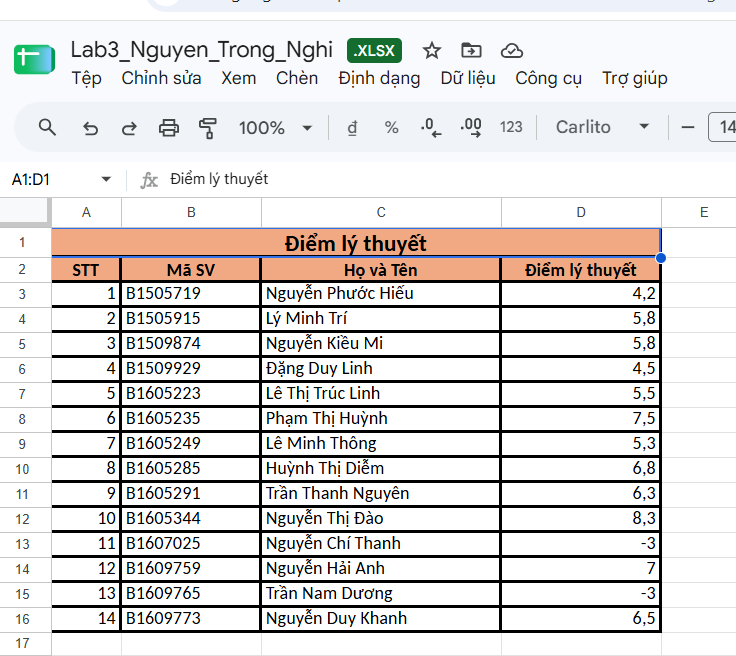 Lab3_Nguyen_Trong_Nghi .XLSX
Tệp Chỉnh sửa Xem Chèn Định dạng Dữ liệu Công cụ Trợ giúp
100% đ % .0 .00 123 Carlito 14
A1:D1 fx Điểm lý thuyết
A B C D E
1 Điểm lý thuyết
2 STT Mã SV Họ và Tên Điểm lý thuyết
3 1 B1505719 Nguyễn Phước Hiếu 4,2
4 2 B1505915 Lý Minh Trí 5,8
5 3 B1509874 Nguyễn Kiều Mi 5,8
6 4 B1509929 Đặng Duy Linh 4,5
7 5 B1605223 Lê Thị Trúc Linh 5,5
8 6 B1605235 Phạm Thị Huỳnh 7,5
9 7 B1605249 Lê Minh Thông 5,3
10 8 B1605285 Huỳnh Thị Diễm 6,8
11 9 B1605291 Trần Thanh Nguyên 6,3
12 10 B1605344 Nguyễn Thị Đào 8,3
13 11 B1607025 Nguyễn Chí Thanh -3
14 12 B1609759 Nguyễn Hải Anh 7
15 13 B1609765 Trần Nam Dương -3
16 14 B1609773 Nguyễn Duy Khanh 6,5
17